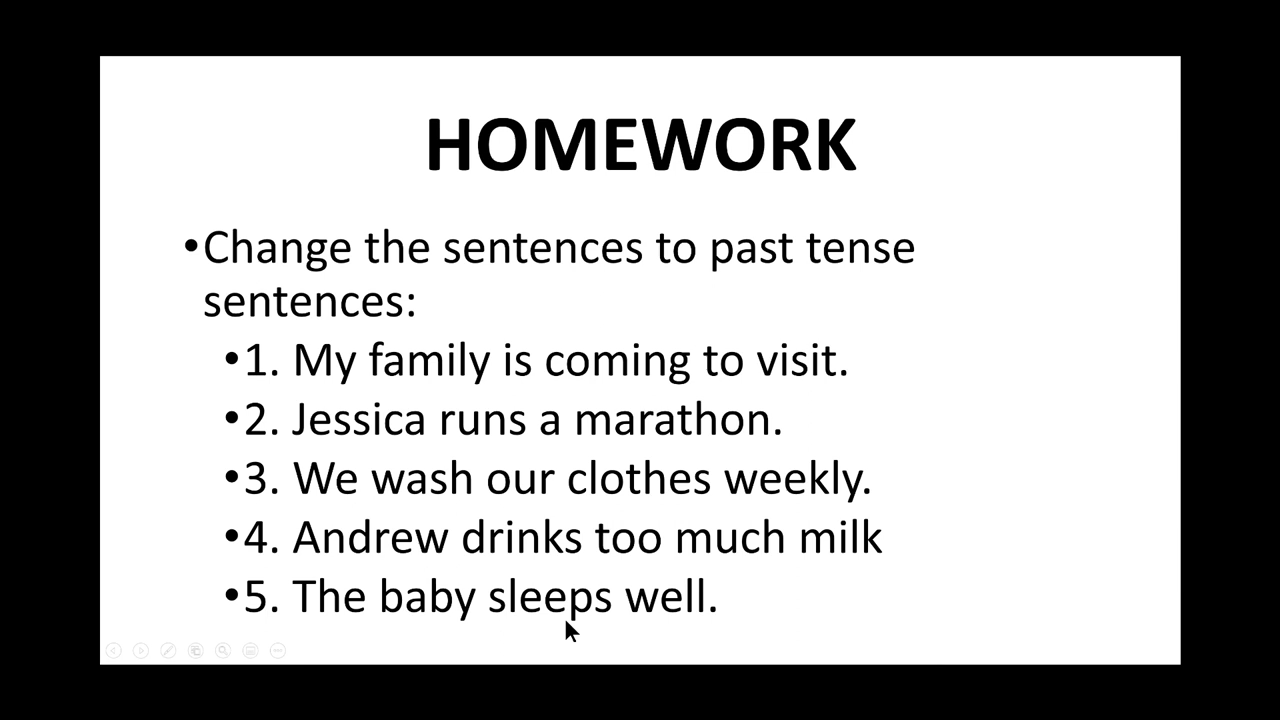 HOMEWORK
•Change the sentences to past tense
sentences:
•1. My family is coming to visit.
•2. Jessica runs a marathon.
•3. We wash our clothes weekly.
•4. Andrew drinks too much milk
•5. The baby sleeps well.